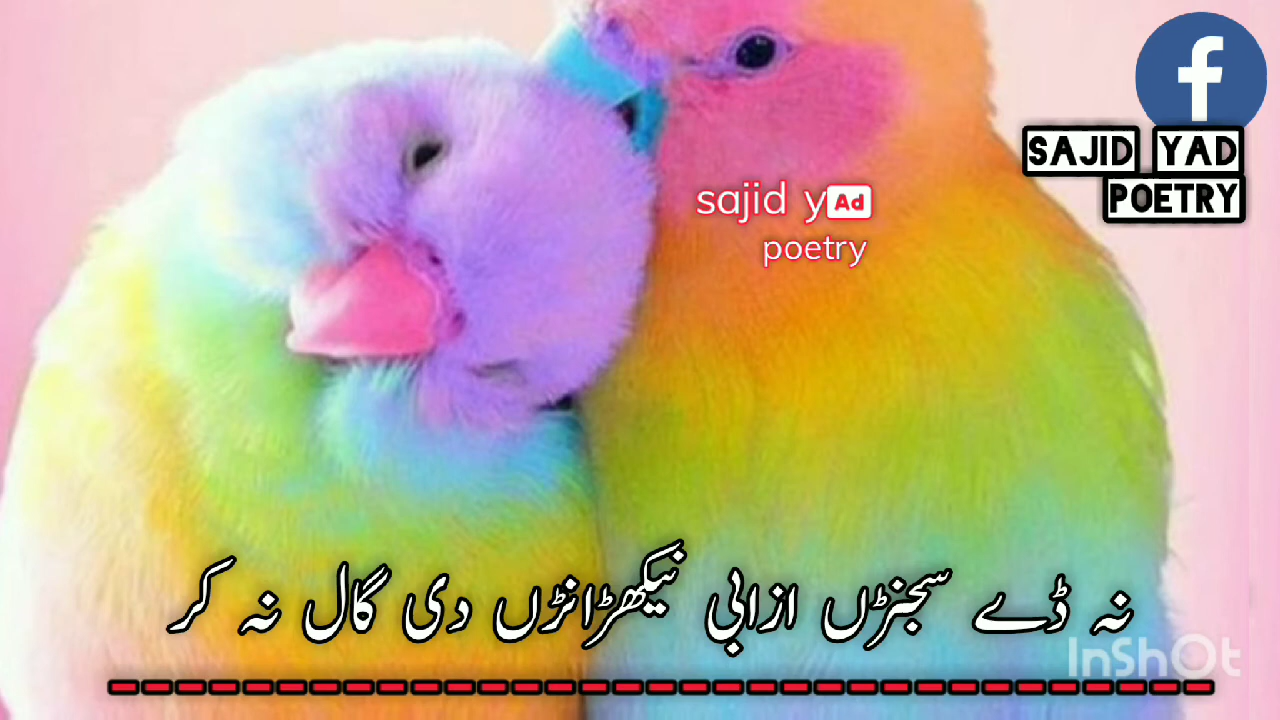 f
SAJID YAD
POETRY
sajid yAd
poetry
نہ ڈے سجنڑں ازابی نیکھڑانڑں دی گال نہ کر
InShOt